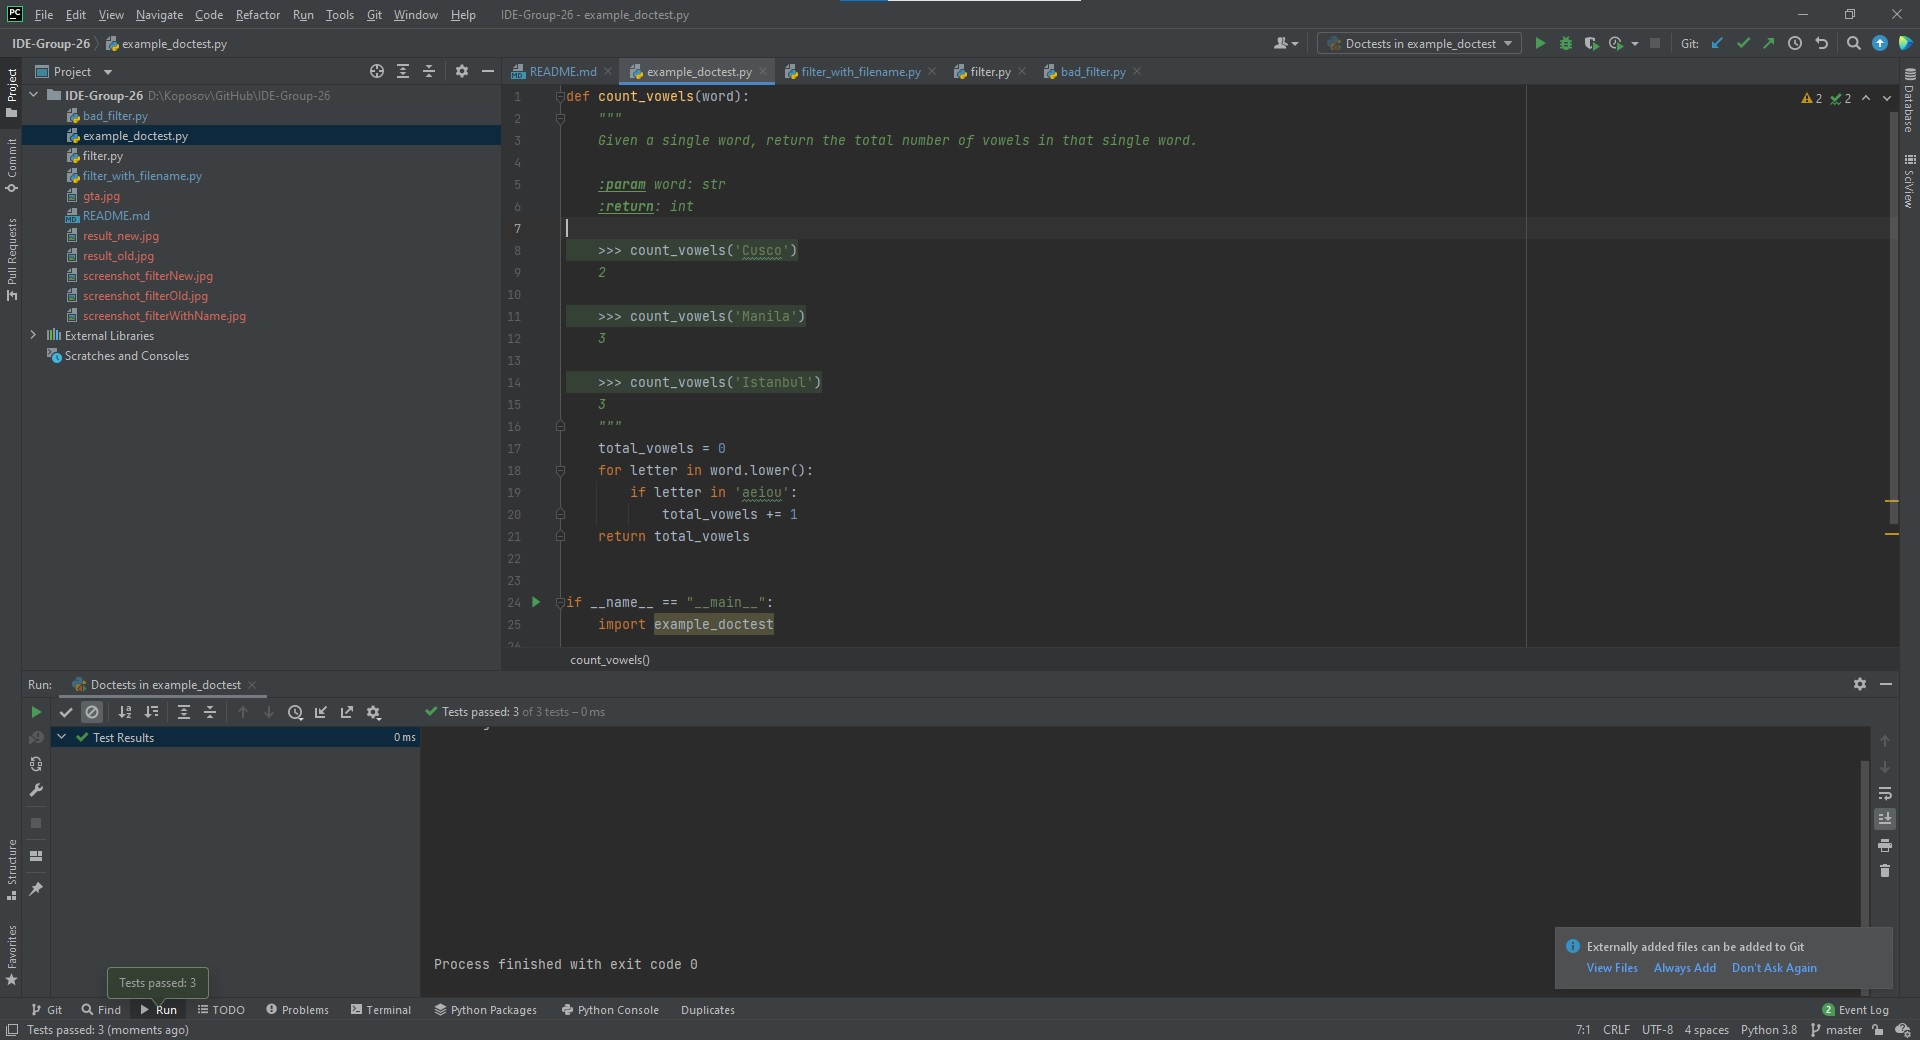 PC File Edit View Navigate Code Refactor Run Tools Git Window Help IDE-Group-26 - example_doctest.py
IDE-Group-26 example_doctest.py Doctests in example_doctest Git:
Project
README.md example_doctest.py filter_with_filename.py filter.py bad_filter.py
IDE-Group-26 D:\Koposov\GitHub\IDE-Group-26
bad_filter.py
example_doctest.py
filter.py
filter_with_filename.py
gta.jpg
README.md
result_new.jpg
result_old.jpg
screenshot_filterNew.jpg
screenshot_filterOld.jpg
screenshot_filterWithName.jpg
External Libraries
Scratches and Consoles
Project
Commit
Pull Requests
Structure
Favorites
1 def count_vowels(word):
2 """
3 Given a single word, return the total number of vowels in that single word.
4
5 :param word: str
6 :return: int
7
8 >>> count_vowels('Cusco')
9 2
10
11 >>> count_vowels('Manila')
12 3
13
14 >>> count_vowels('Istanbul')
15 3
16 """
17 total_vowels = 0
18 for letter in word.lower():
19 if letter in 'aeiou':
20 total_vowels += 1
21 return total_vowels
22
23
24 if __name__ == "__main__":
25 import example_doctest
26
2 2
Database
SciView
count_vowels()
Run: Doctests in example_doctest
Tests passed: 3 of 3 tests – 0 ms
Test Results 0 ms
Process finished with exit code 0
Externally added files can be added to Git
View Files Always Add Don't Ask Again
Tests passed: 3
Git Find Run TODO Problems Terminal Python Packages Python Console Duplicates 2 Event Log
Tests passed: 3 (moments ago) 7:1 CRLF UTF-8 4 spaces Python 3.8 master